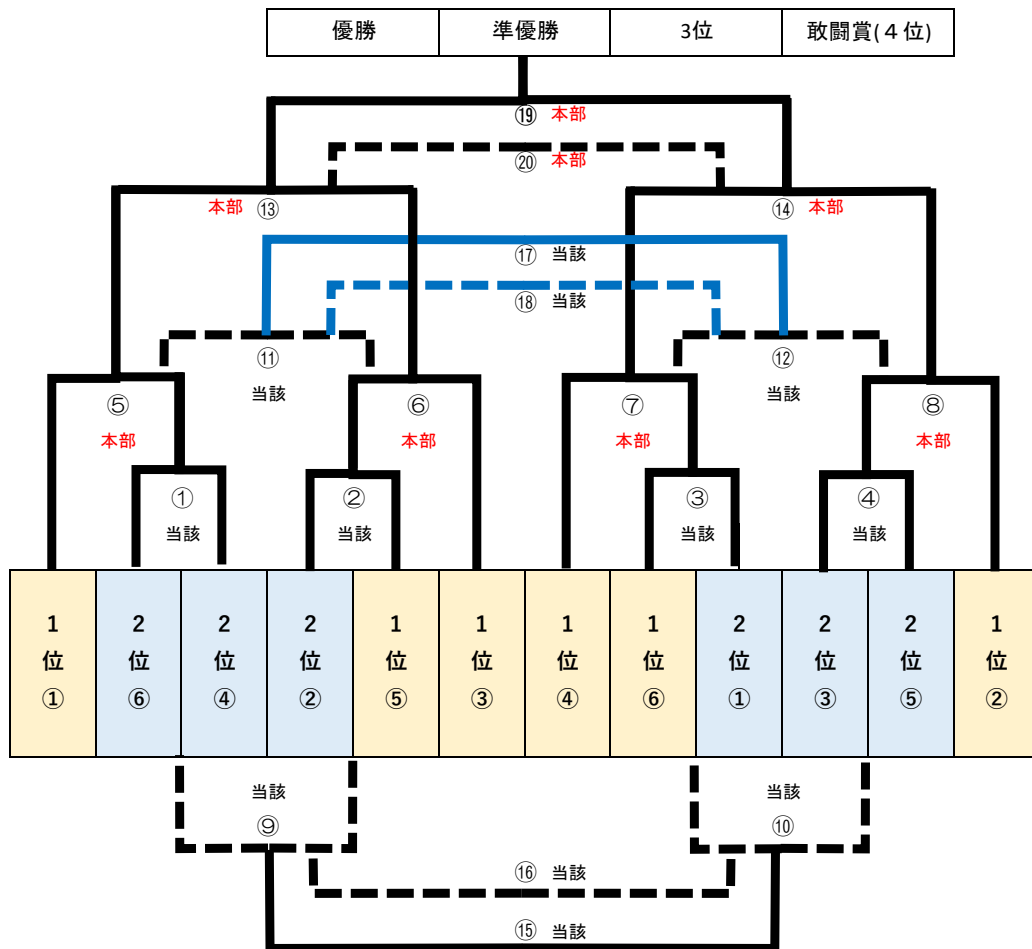 優勝 準優勝 3位 敢闘賞(４位)
⑲ 本部
⑳ 本部
本部 ⑬ ⑭ 本部
⑰ 当該
⑱ 当該
⑪ ⑫
当該 当該
⑤ ⑥ ⑦ ⑧
本部 本部 本部 本部
① ② ③ ④
当該 当該 当該 当該
1 2 2 2 1 1 1 1 2 2 2 1
位 位 位 位 位 位 位 位 位 位 位 位
① ⑥ ④ ② ⑤ ③ ④ ⑥ ① ③ ⑤ ②
当該 当該
⑨ ⑩
⑯ 当該
⑮ 当該